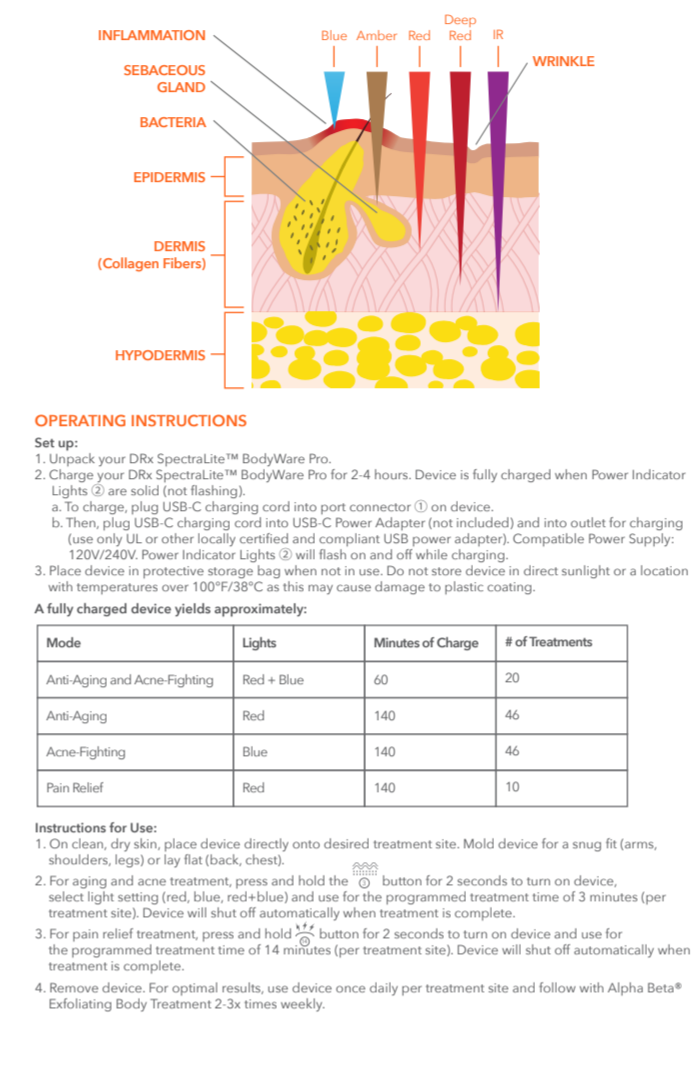 INFLAMMATION
Blue Amber Red Deep Red IR
WRINKLE
SEBACEOUS
GLAND
BACTERIA
EPIDERMIS
DERMIS
(Collagen Fibers)
HYPODERMIS
OPERATING INSTRUCTIONS
Set up:
1. Unpack your DRx SpectraLite™ BodyWare Pro.
2. Charge your DRx SpectraLite™ BodyWare Pro for 2-4 hours. Device is fully charged when Power Indicator
Lights ② are solid (not flashing).
a. To charge, plug USB-C charging cord into port connector ① on device.
b. Then, plug USB-C charging cord into USB-C Power Adapter (not included) and into outlet for charging
(use only UL or other locally certified and compliant USB power adapter). Compatible Power Supply:
120V/240V. Power Indicator Lights ② will flash on and off while charging.
3. Place device in protective storage bag when not in use. Do not store device in direct sunlight or a location
with temperatures over 100°F/38°C as this may cause damage to plastic coating.
A fully charged device yields approximately:
Mode Lights Minutes of Charge # of Treatments
Anti-Aging and Acne-Fighting Red + Blue 60 20
Anti-Aging Red 140 46
Acne-Fighting Blue 140 46
Pain Relief Red 140 10
Instructions for Use:
1. On clean, dry skin, place device directly onto desired treatment site. Mold device for a snug fit (arms,
shoulders, legs) or lay flat (back, chest).
2. For aging and acne treatment, press and hold the ③ button for 2 seconds to turn on device,
select light setting (red, blue, red+blue) and use for the programmed treatment time of 3 minutes (per
treatment site). Device will shut off automatically when treatment is complete.
3. For pain relief treatment, press and hold ⑭ button for 2 seconds to turn on device and use for
the programmed treatment time of 14 minutes (per treatment site). Device will shut off automatically when
treatment is complete.
4. Remove device. For optimal results, use device once daily per treatment site and follow with Alpha Beta®
Exfoliating Body Treatment 2-3x times weekly.